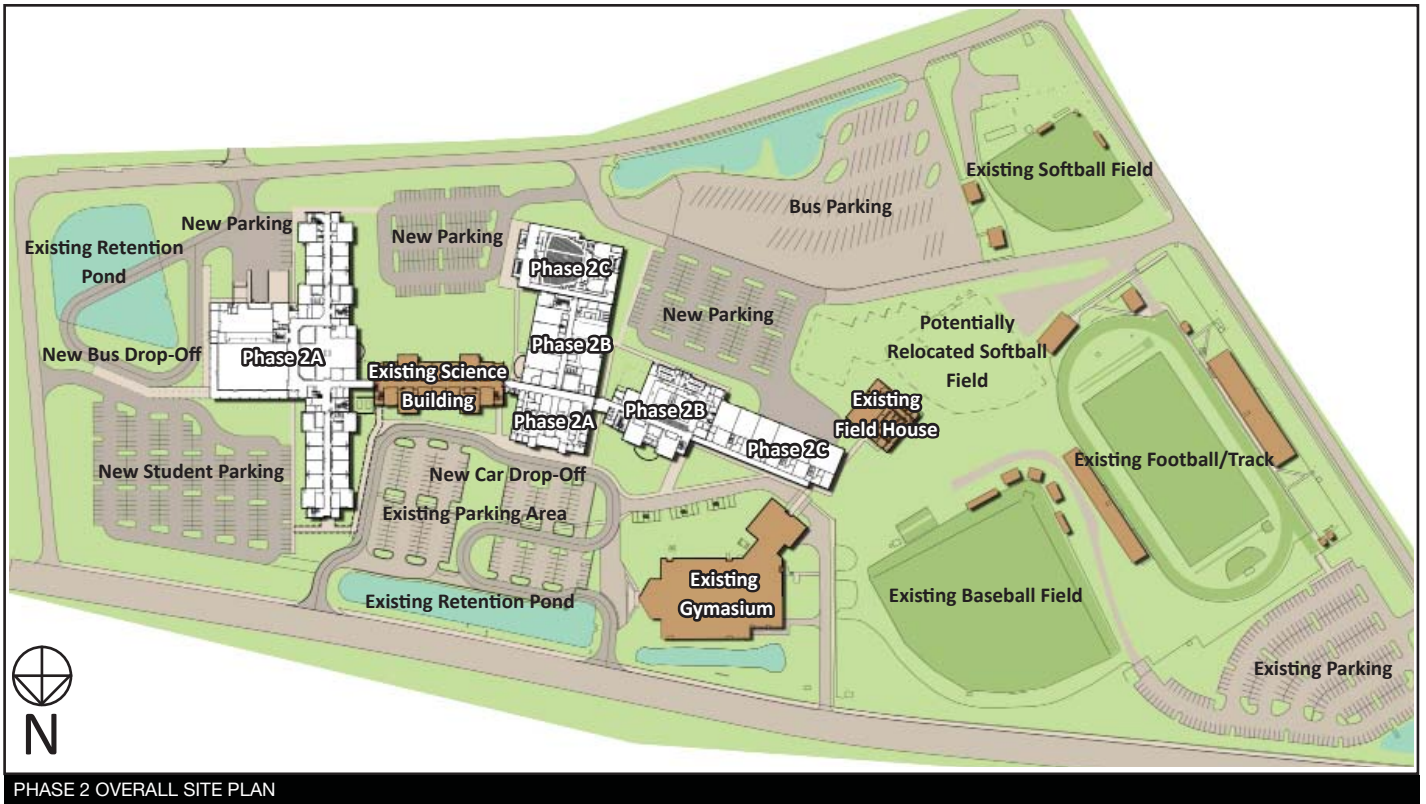 Existing Softball Field
Bus Parking
New Parking
New Parking
Existing Retention
Pond
Phase 2C
New Parking
Potentially
Relocated Softball
Field
Phase 2B
New Bus Drop-Off
Phase 2A
Existing Science
Building
Existing
Field House
Phase 2B
Phase 2A
Phase 2C
Existing Football/Track
New Student Parking
New Car Drop-Off
Existing Parking Area
Existing
Gymasium
Existing Baseball Field
Existing Retention Pond
Existing Parking
N
PHASE 2 OVERALL SITE PLAN